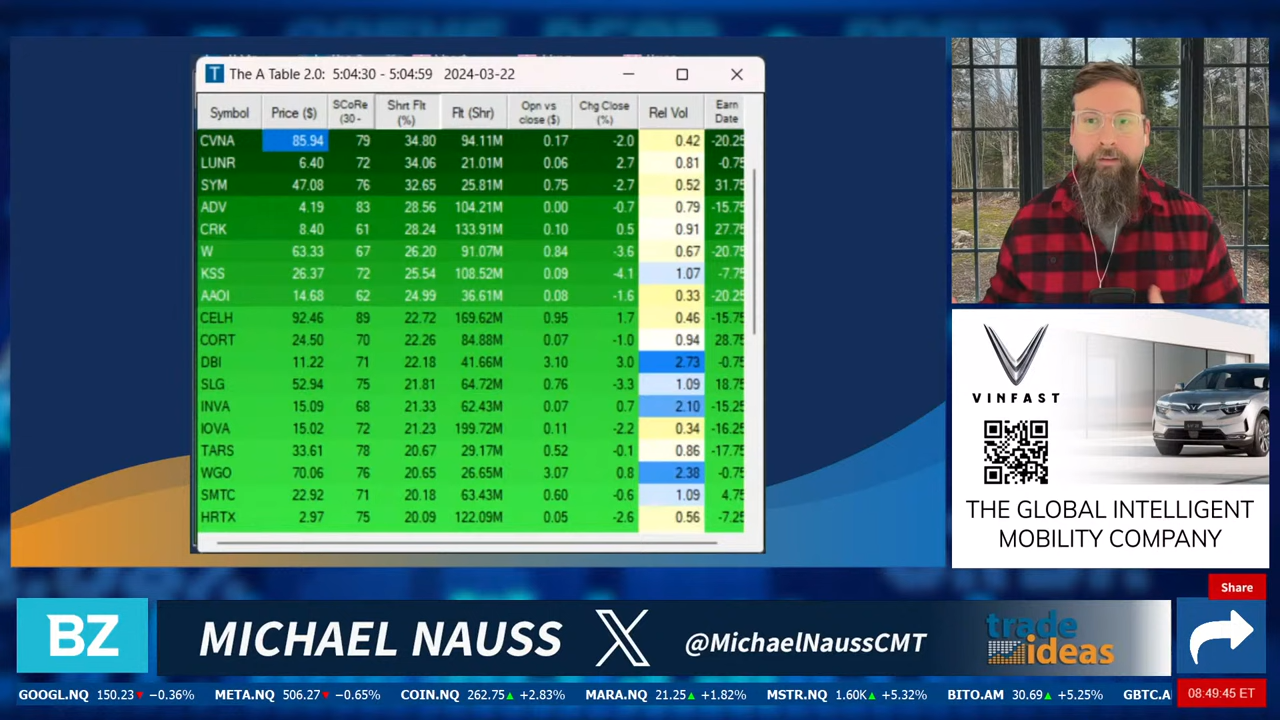 The A Table 2.0: 5:04:30 - 5:04:59 2024-03-22
Symbol Price ($) SCoRe (30 - Shrt Flt (%) Flt (Shr) Opn vs close ($) Chg Close (%) Rel Vol Earn Date
CVNA 85.94 79 34.80 94.11M 0.17 -2.0 0.42 -20.25
LUNR 6.40 72 34.06 21.01M 0.06 2.7 0.81 -0.75
SYM 47.08 76 32.65 25.81M 0.75 -2.7 0.52 31.75
ADV 4.19 83 28.56 104.21M 0.00 -0.7 0.79 -15.75
CRK 8.40 61 28.24 133.91M 0.10 0.5 0.91 27.75
W 63.33 67 26.20 91.07M 0.84 -3.6 0.67 -20.75
KSS 26.37 72 25.54 108.52M 0.09 -4.1 1.07 -7.75
AAOI 14.68 62 24.99 36.61M 0.08 -1.6 0.33 -20.25
CELH 92.46 89 22.72 169.62M 0.95 1.7 0.46 -15.75
CORT 24.50 70 22.26 84.88M 0.07 -1.0 0.94 28.75
DBI 11.22 71 22.18 41.66M 3.10 3.0 2.73 -0.75
SLG 52.94 75 21.81 64.72M 0.76 -3.3 1.09 18.75
INVA 15.09 68 21.33 62.43M 0.07 0.7 2.10 -15.25
IOVA 15.02 72 21.23 199.72M 0.11 -2.2 0.34 -16.25
TARS 33.61 78 20.67 29.17M 0.52 -0.1 0.86 -17.75
WGO 70.06 76 20.65 26.65M 3.07 0.8 2.38 -0.75
SMTC 22.92 71 20.18 63.43M 0.60 -0.6 1.09 4.75
HRTX 2.97 75 20.09 122.09M 0.05 -2.6 0.56 -7.25
VINFAST
THE GLOBAL INTELLIGENT
MOBILITY COMPANY
Share
BZ MICHAEL NAUSS X @MichaelNaussCMT trade ideas
GOOGL.NQ 150.23▼ −0.36% META.NQ 506.27▼ −0.65% COIN.NQ 262.75▲ +2.83% MARA.NQ 21.25▲ +1.82% MSTR.NQ 1.60K▲ +5.32% BITO.AM 30.69▲ +5.25% GBTC.A
08:49:45 ET